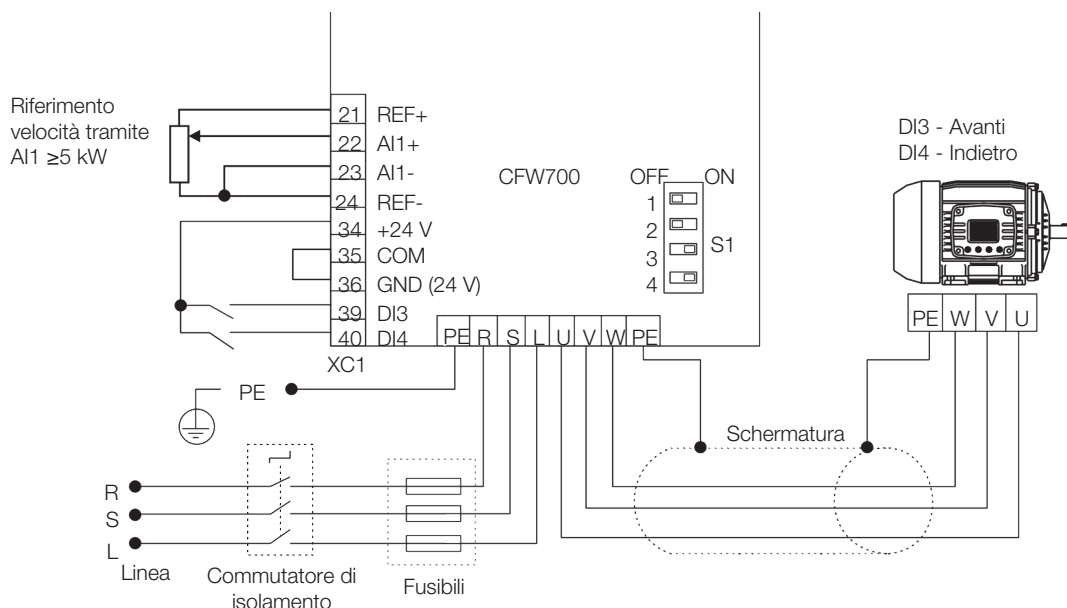 Riferimento
velocità tramite
AI1 ≥5 kW
21 REF+
22 AI1+
23 AI1-
24 REF-
34 +24 V
35 COM
36 GND (24 V)
39 DI3
40 DI4
XC1
CFW700
OFF ON
1
2
3
4
S1
DI3 - Avanti
DI4 - Indietro
PE R S L U V W PE
PE W V U
PE
Schermatura
R
S
L
Linea
Commutatore di
isolamento
Fusibili